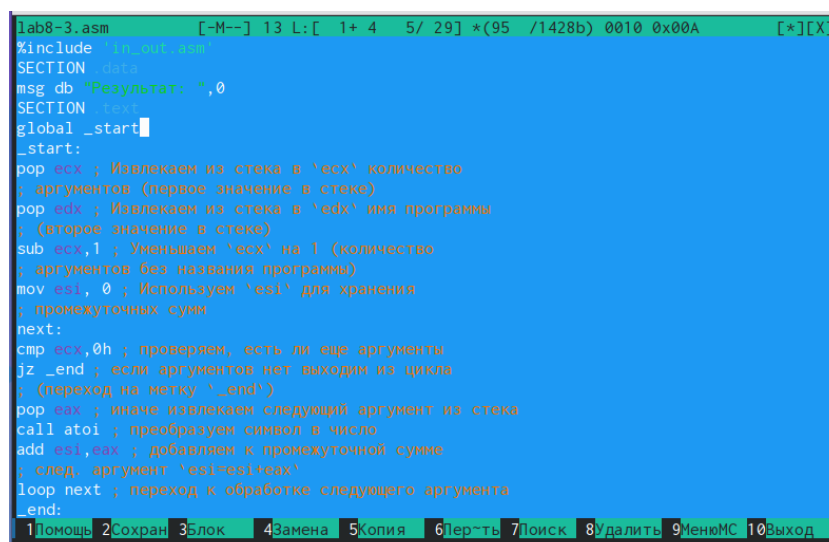 lab8-3.asm [-M--] 13 L:[ 1+ 4 5/ 29] *(95 /1428b) 0010 0x00A [*][X]
%include 'in_out.asm'
SECTION .data
msg db "Результат: ",0
SECTION .text
global _start
_start:
pop ecx ; Извлекаем из стека в `ecx` количество
; аргументов (первое значение в стеке)
pop edx ; Извлекаем из стека в `edx` имя программы
; (второе значение в стеке)
sub ecx,1 ; Уменьшаем `ecx` на 1 (количество
; аргументов без названия программы)
mov esi, 0 ; Используем `esi` для хранения
; промежуточных сумм
next:
cmp ecx,0h ; проверяем, есть ли еще аргументы
jz _end ; если аргументов нет выходим из цикла
; (переход на метку `_end`)
pop eax ; иначе извлекаем следующий аргумент из стека
call atoi ; преобразуем символ в число
add esi,eax ; добавляем к промежуточной сумме
; след. аргумент `esi=esi+eax`
loop next ; переход к обработке следующего аргумента
_end:
1Помощь 2Сохран 3Блок 4Замена 5Копия 6Пер~ть 7Поиск 8Удалить 9МенюМС 10Выход